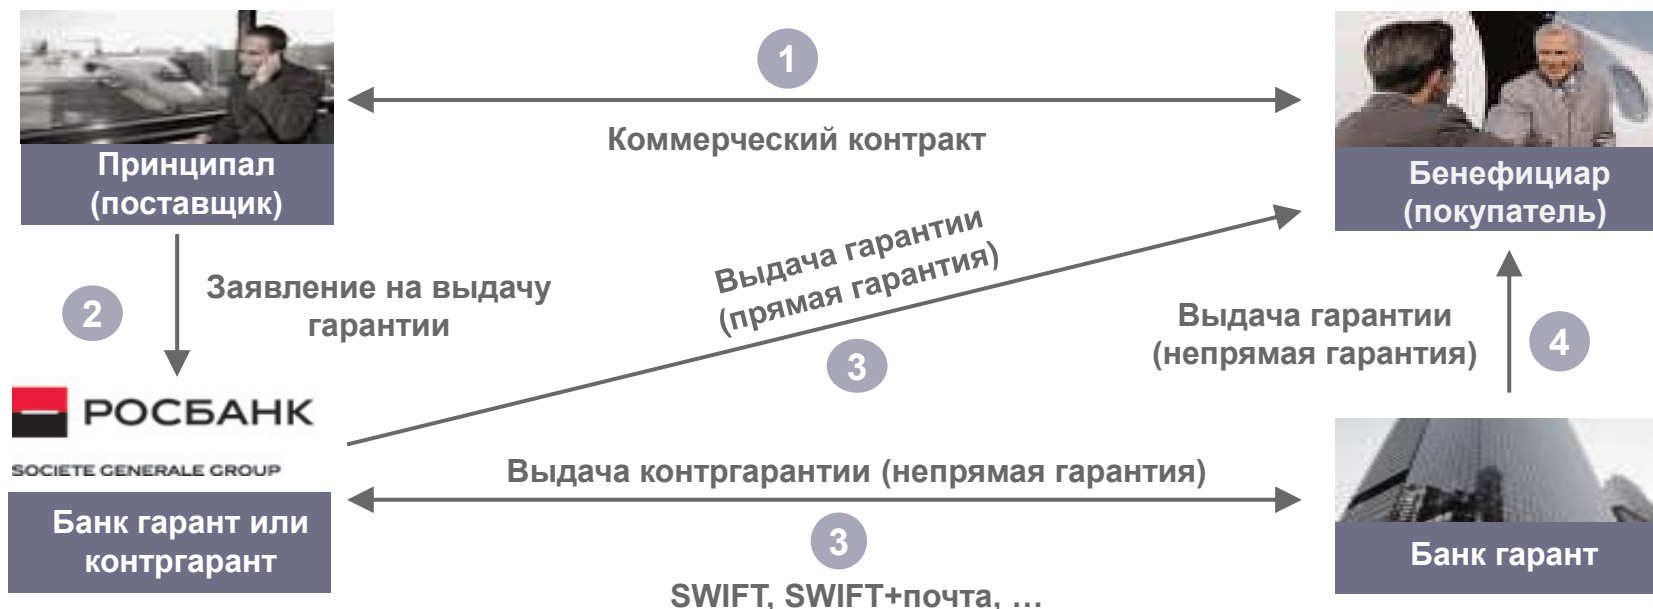 1
Коммерческий контракт
Принципал
(поставщик)
Бенефициар
(покупатель)
2
Заявление на выдачу
гарантии
Выдача гарантии
(прямая гарантия)
3
Выдача гарантии
(непрямая гарантия)
4
РОСБАНК
SOCIETE GENERALE GROUP
Банк гарант или
контргарант
Выдача контргарантии (непрямая гарантия)
3
SWIFT, SWIFT+почта, ...
Банк гарант